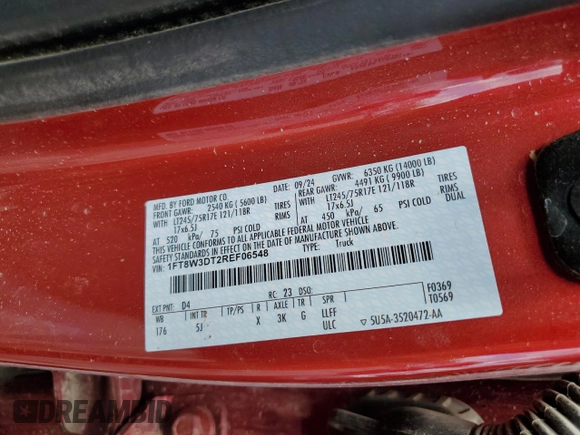 MFD. BY FORD MOTOR CO.
09/24
GVWR: 6350 KG (14000 LB)
FRONT GAWR: 2540 KG (5600 LB)
REAR GAWR: 4491 KG (9900 LB)
LT245/75R17E 121/118R TIRES
WITH LT245/75R17E 121/118R TIRES
17x6.5J RIMS
17x6.5J RIMS
AT 520 kPa/ 75 PSI COLD
AT 450 kPa/ 65 PSI COLD DUAL
THIS VEHICLE CONFORMS TO ALL APPLICABLE FEDERAL MOTOR VEHICLE
SAFETY STANDARDS IN EFFECT ON THE DATE OF MANUFACTURE SHOWN ABOVE.
VIN: 1FT8W3DT2REF06548
TYPE: Truck
EXT PNT: D4 RC: 23 DSO:
F0369
T0569
WB INT TR TP/PS R AXLE TR SPR
176 5J X 3K G LLFF
ULC
5U5A-3520472-AA
DREAMBID